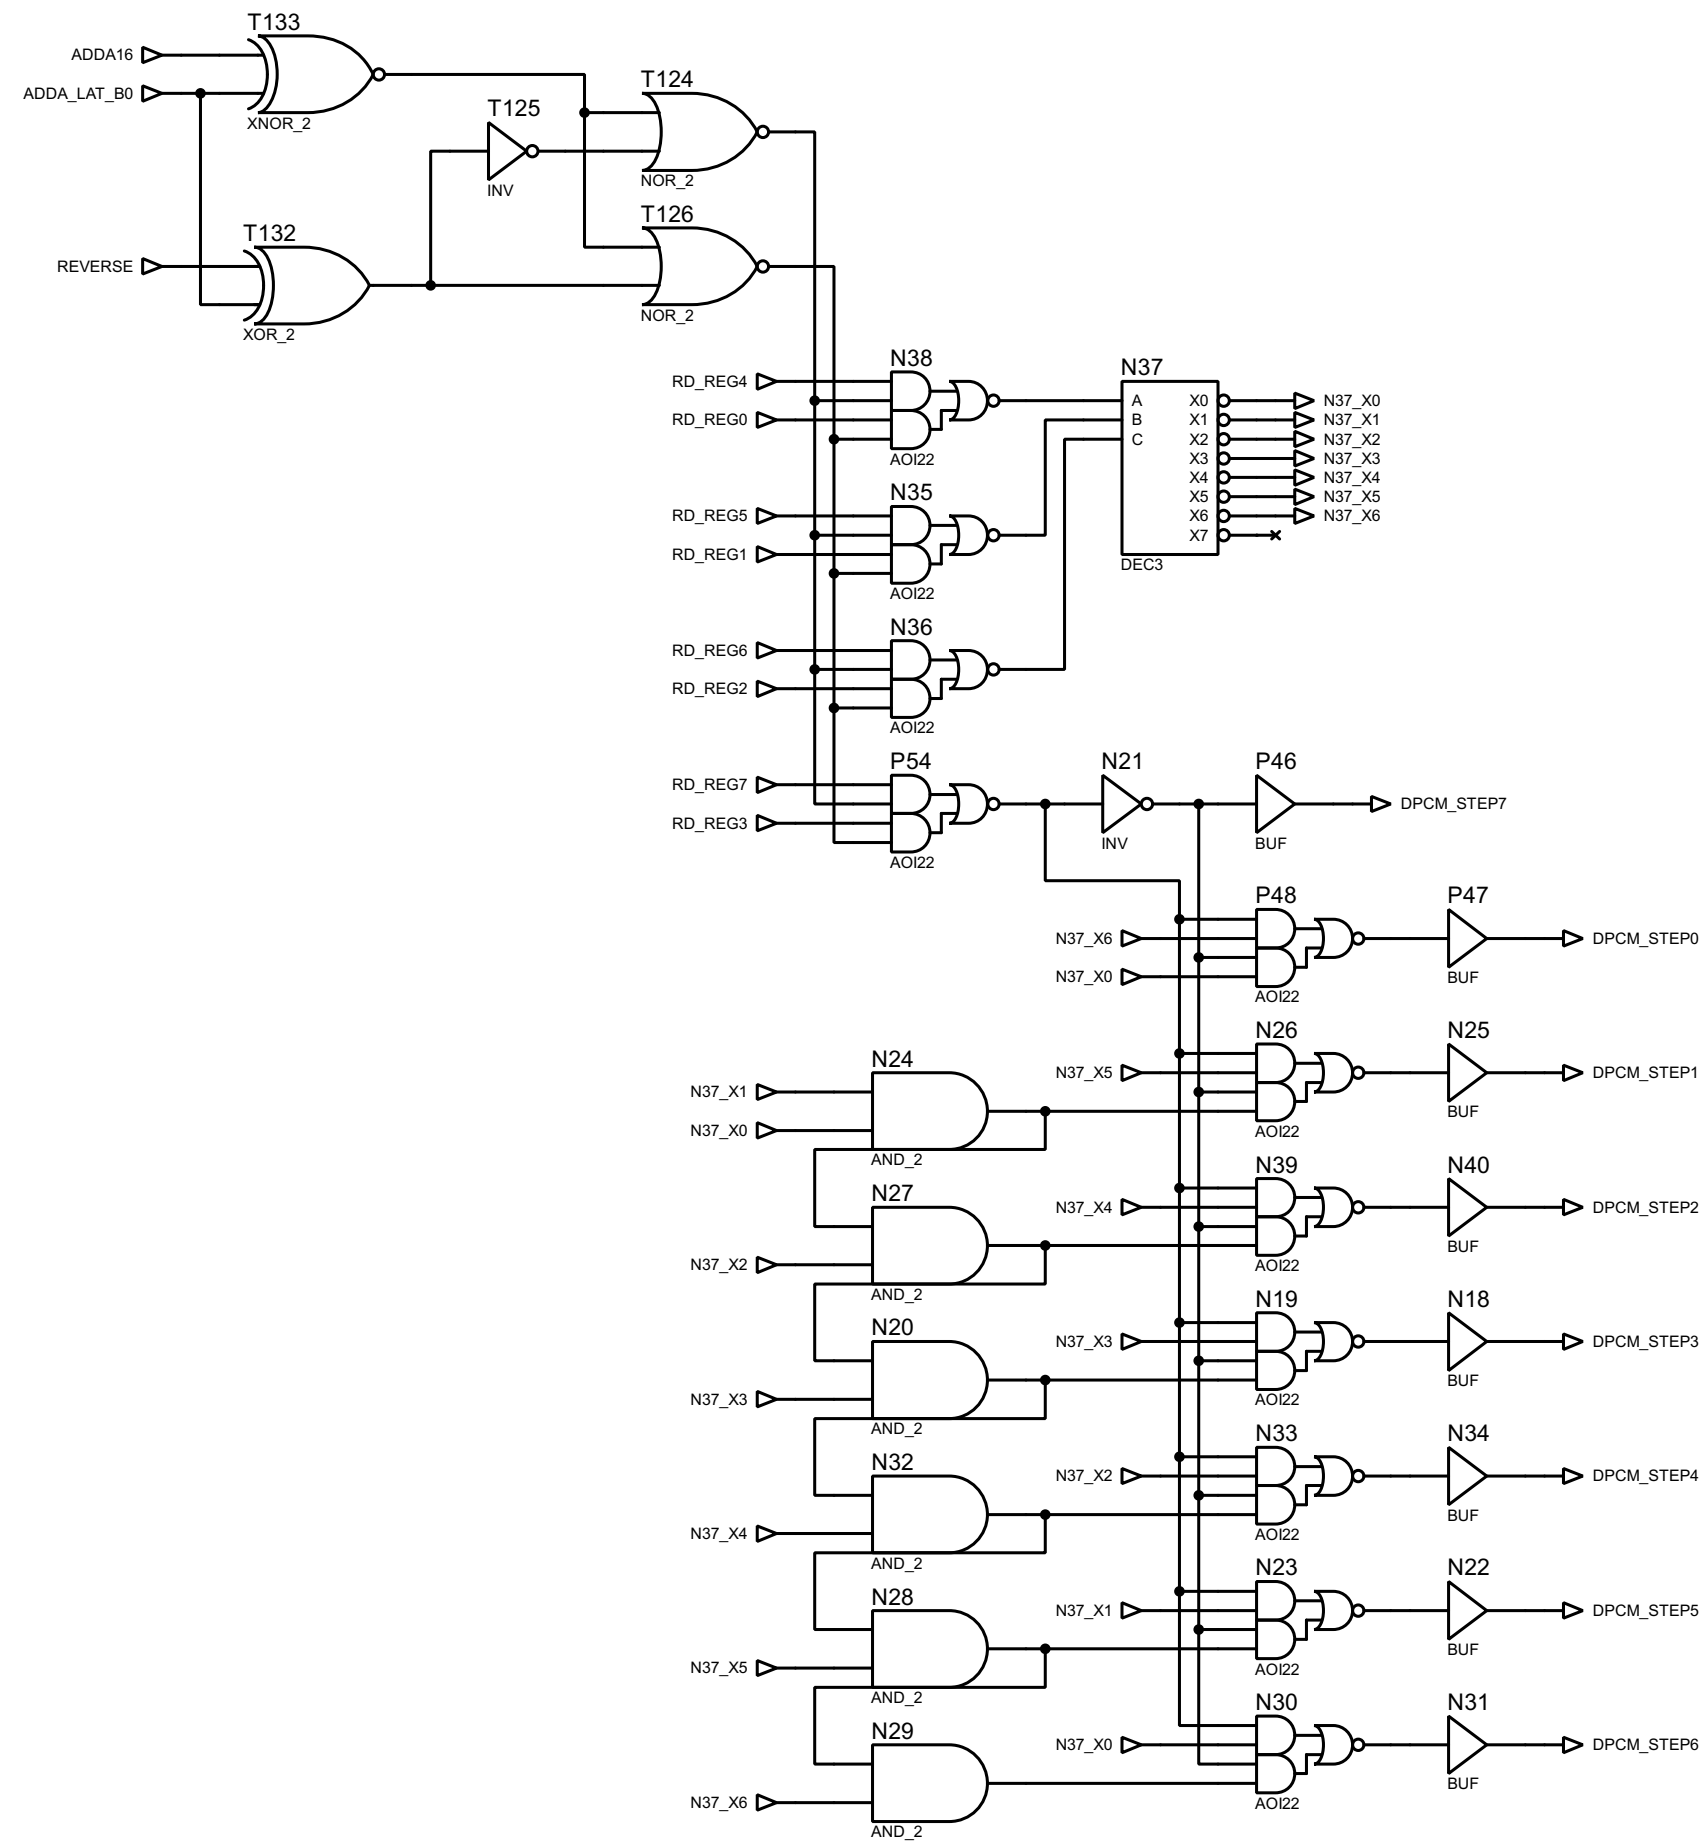 T133
ADDA16
ADDA_LAT_B0
XNOR_2
T124
T125
INV
NOR_2
T126
T132
REVERSE
NOR_2
XOR_2
N38
N37
RD_REG4
A X0 N37_X0
RD_REG0
B X1 N37_X1
C X2 N37_X2
AOI22
X3 N37_X3
X4 N37_X4
N35
X5 N37_X5
RD_REG5
X6 N37_X6
X7
RD_REG1
DEC3
AOI22
N36
RD_REG6
RD_REG2
AOI22
P54
N21
P46
RD_REG7
DPCM_STEP7
RD_REG3
INV
BUF
AOI22
P48
P47
N37_X6
DPCM_STEP0
N37_X0
BUF
AOI22
N26
N25
N24
N37_X5
DPCM_STEP1
N37_X1
BUF
N37_X0
AOI22
AND_2
N39
N40
N27
N37_X4
DPCM_STEP2
BUF
N37_X2
AOI22
AND_2
N19
N18
N20
N37_X3
DPCM_STEP3
BUF
N37_X3
AOI22
AND_2
N33
N34
N32
N37_X2
DPCM_STEP4
BUF
N37_X4
AOI22
AND_2
N23
N22
N28
N37_X1
DPCM_STEP5
BUF
N37_X5
AOI22
AND_2
N30
N31
N29
N37_X0
DPCM_STEP6
BUF
N37_X6
AOI22
AND_2